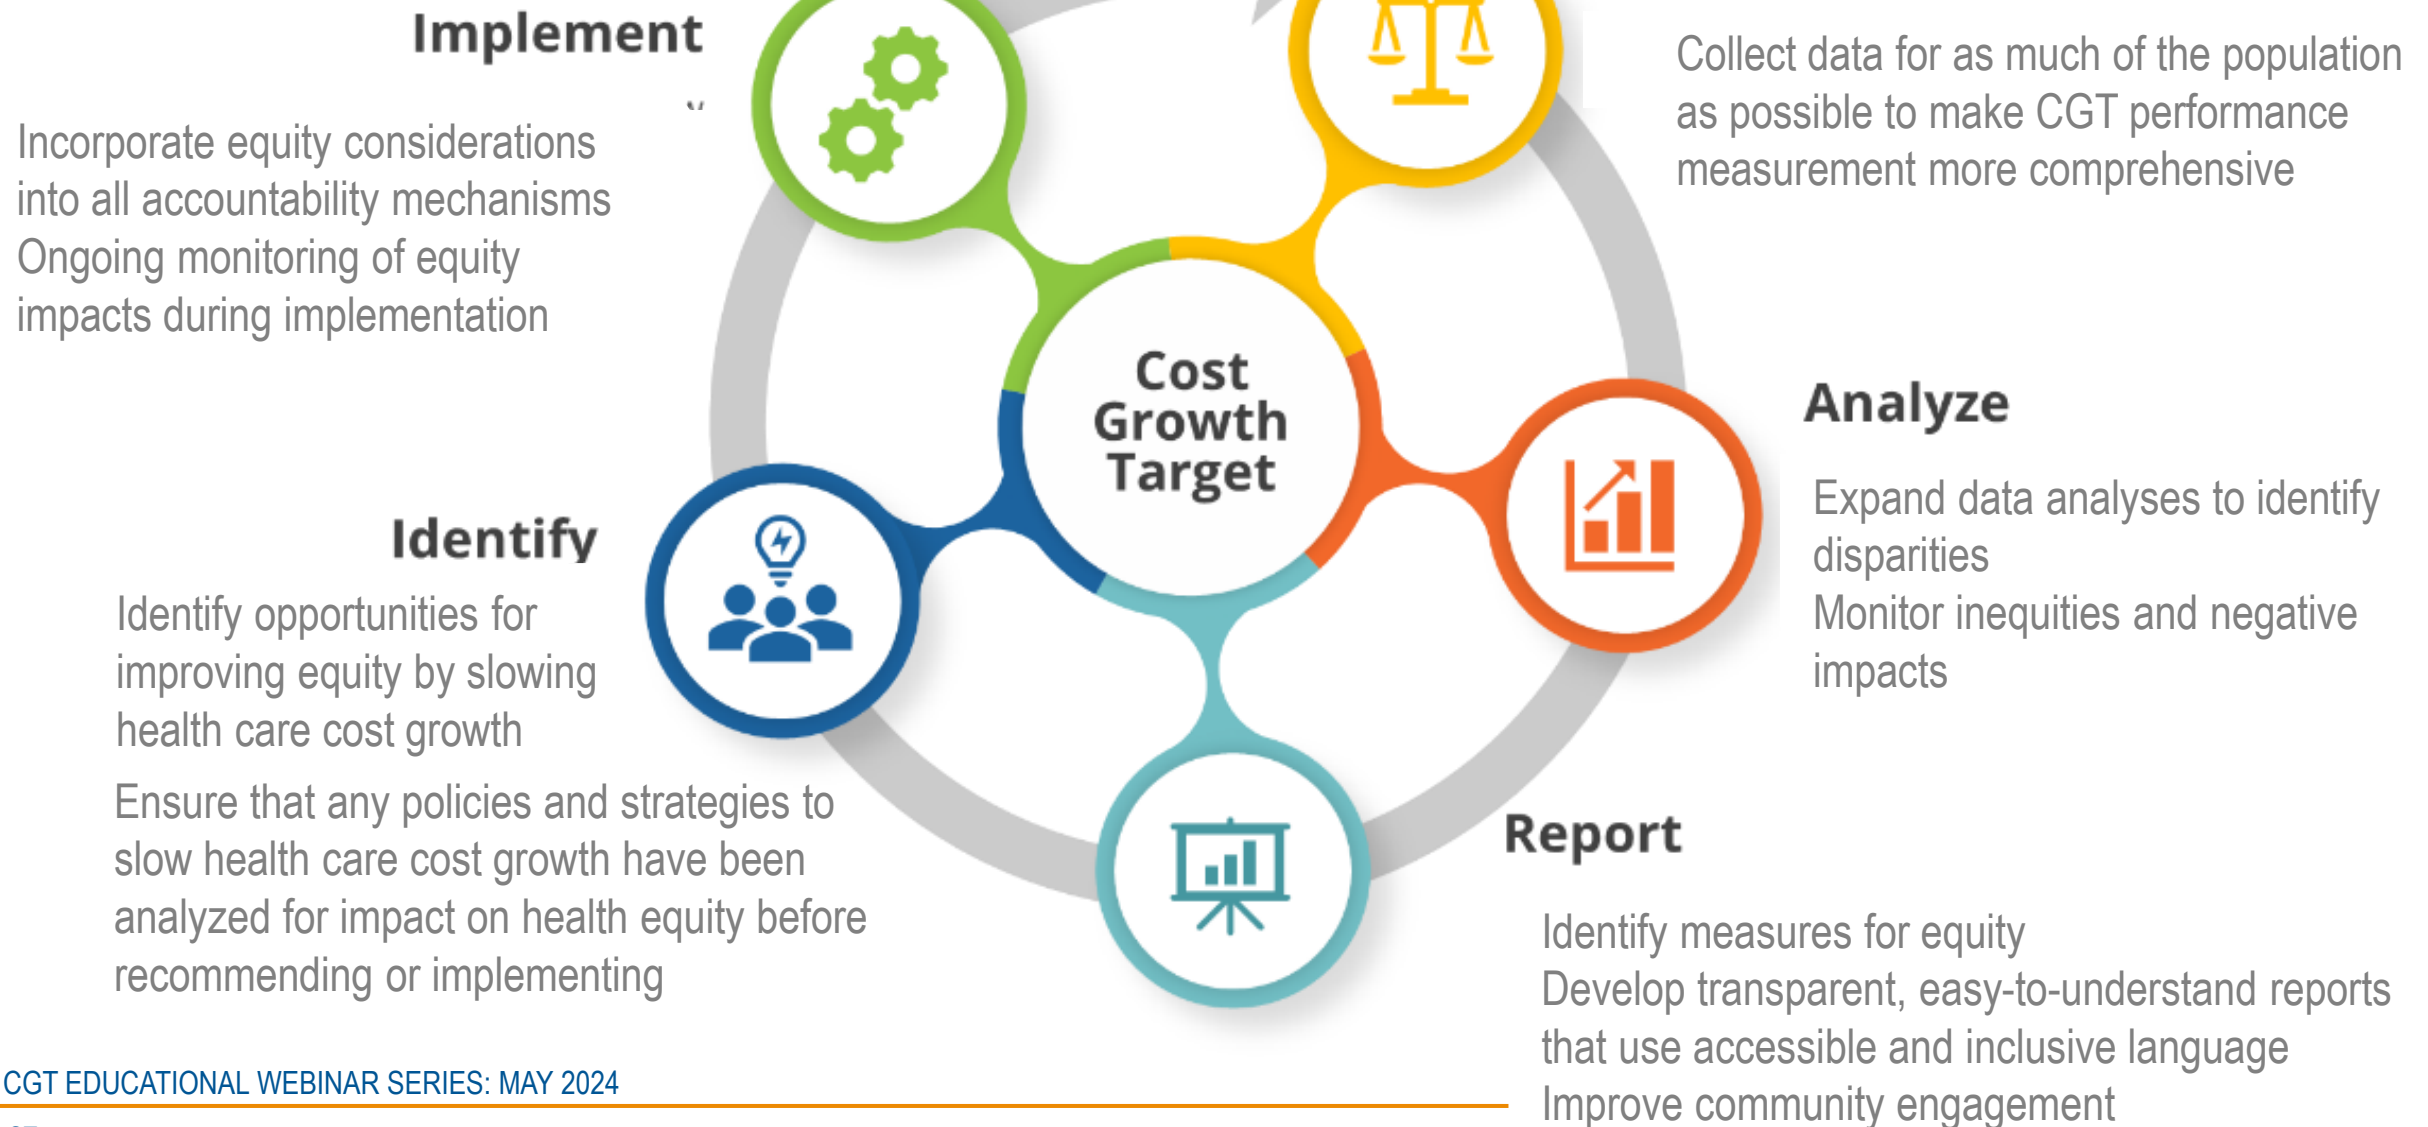 Implement
Incorporate equity considerations
into all accountability mechanisms
Ongoing monitoring of equity
impacts during implementation
Collect data for as much of the population
as possible to make CGT performance
measurement more comprehensive
Cost
Growth
Target
Analyze
Expand data analyses to identify
disparities
Monitor inequities and negative
impacts
Identify
Identify opportunities for
improving equity by slowing
health care cost growth
Ensure that any policies and strategies to
slow health care cost growth have been
analyzed for impact on health equity before
recommending or implementing
Report
Identify measures for equity
Develop transparent, easy-to-understand reports
that use accessible and inclusive language
Improve community engagement
CGT EDUCATIONAL WEBINAR SERIES: MAY 2024